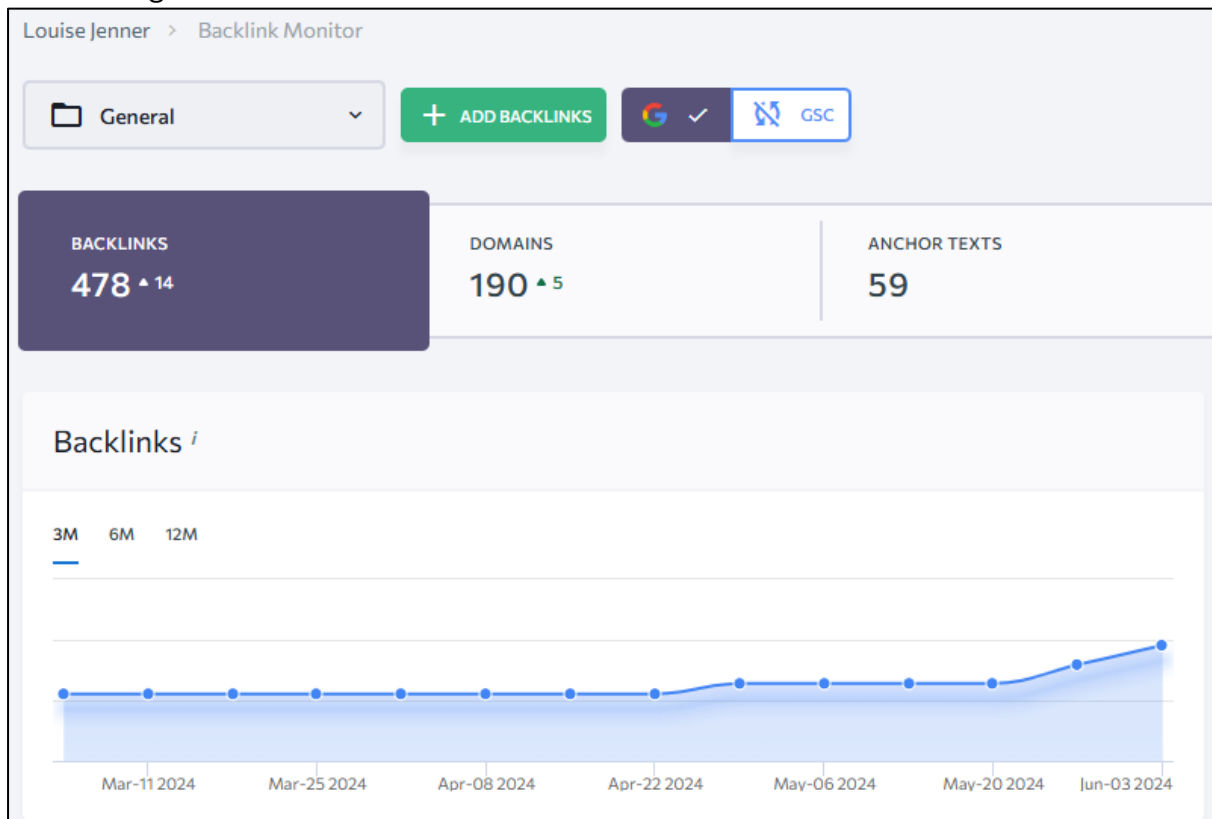 Louise Jenner > Backlink Monitor
General
+ ADD BACKLINKS
GSC
BACKLINKS
478 ▲ 14
DOMAINS
190 ▲ 5
ANCHOR TEXTS
59
Backlinks i
3M 6M 12M
Mar-11 2024 Mar-25 2024 Apr-08 2024 Apr-22 2024 May-06 2024 May-20 2024 Jun-03 2024